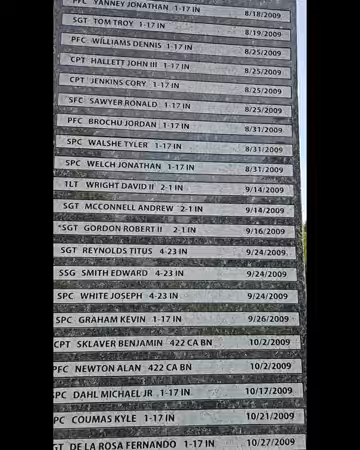 PFC YANNEY JONATHAN 1-17 IN 8/18/2009
SGT TOM TROY 1-17 IN 8/19/2009
PFC WILLIAMS DENNIS 1-17 IN 8/25/2009
CPT HALLETT JOHN III 1-17 IN 8/25/2009
CPT JENKINS CORY 1-17 IN 8/25/2009
SFC SAWYER RONALD 1-17 IN 8/25/2009
PFC BROCHU JORDAN 1-17 IN 8/31/2009
SPC WALSHE TYLER 1-17 IN 8/31/2009
SPC WELCH JONATHAN 1-17 IN 8/31/2009
1LT WRIGHT DAVID II 2-1 IN 9/14/2009
SGT MCCONNELL ANDREW 2-1 IN 9/14/2009
*SGT GORDON ROBERT II 2-1 IN 9/16/2009
SGT REYNOLDS TITUS 4-23 IN 9/24/2009
SSG SMITH EDWARD 4-23 IN 9/24/2009
SPC WHITE JOSEPH 4-23 IN 9/24/2009
SPC GRAHAM KEVIN 1-17 IN 9/26/2009
CPT SKLAVER BENJAMIN 422 CA BN 10/2/2009
PFC NEWTON ALAN 422 CA BN 10/2/2009
SPC DAHL MICHAEL JR 1-17 IN 10/17/2009
PC COUMAS KYLE 1-17 IN 10/21/2009
GT DE LA ROSA FERNANDO 1-17 IN 10/27/2009